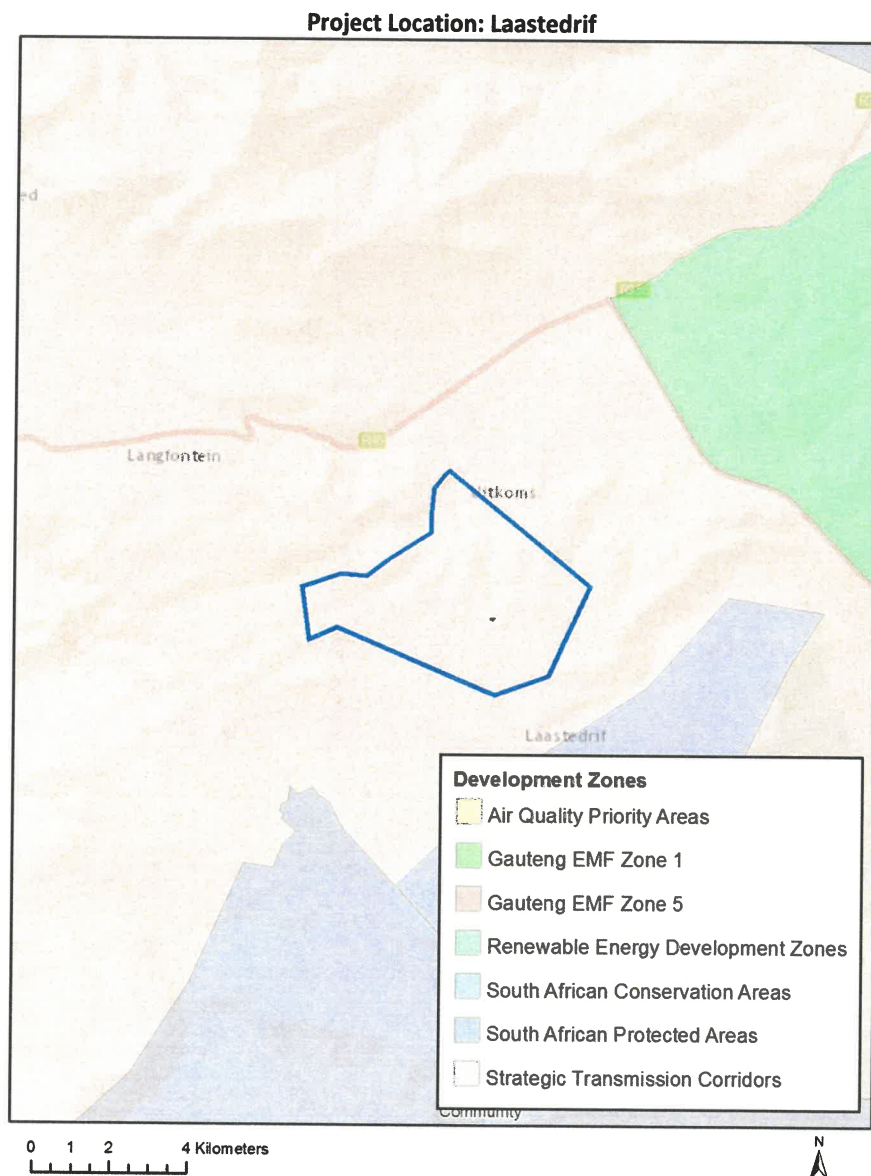 Project Location: Laastedrif
ed
Langfontein
Laastedrif
Development Zones
Air Quality Priority Areas
Gauteng EMF Zone 1
Gauteng EMF Zone 5
Renewable Energy Development Zones
South African Conservation Areas
South African Protected Areas
Strategic Transmission Corridors
Community
0 1 2 4 Kilometers
N